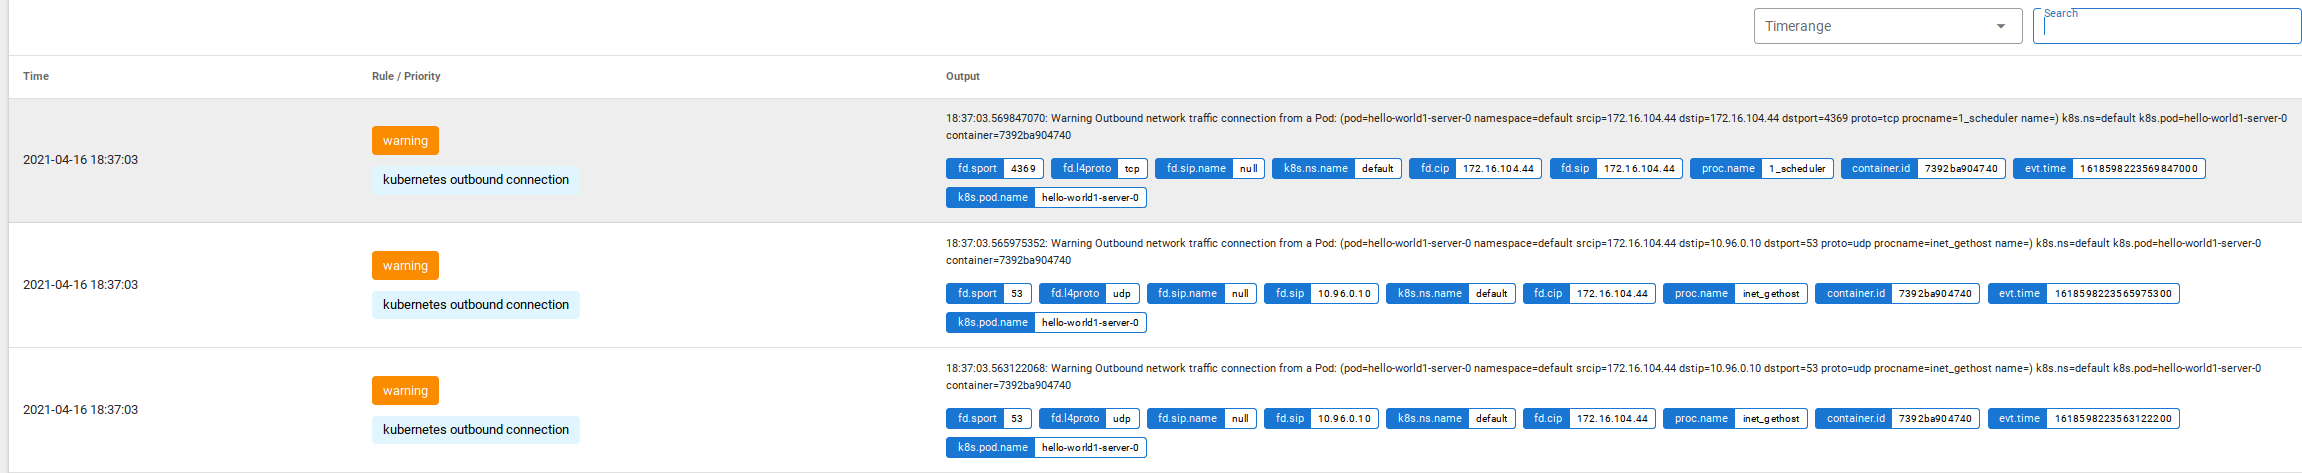 Timerange
Search
Time Rule / Priority Output
2021-04-16 18:37:03
warning
kubernetes outbound connection
18:37:03.569847070: Warning Outbound network traffic connection from a Pod: (pod=hello-world1-server-0 namespace=default srcip=172.16.104.44 dstip=172.16.104.44 dstport=4369 proto=tcp procname=1_scheduler name=) k8s.ns=default k8s.pod=hello-world1-server-0
container=7392ba904740
fd.sport 4369 fd.l4proto tcp fd.sip.name null k8s.ns.name default fd.cip 172.16.104.44 fd.sip 172.16.104.44 proc.name 1_scheduler container.id 7392ba904740 evt.time 1618598223569847000
k8s.pod.name hello-world1-server-0
2021-04-16 18:37:03
warning
kubernetes outbound connection
18:37:03.565975352: Warning Outbound network traffic connection from a Pod: (pod=hello-world1-server-0 namespace=default srcip=172.16.104.44 dstip=10.96.0.10 dstport=53 proto=udp procname=inet_gethost name=) k8s.ns=default k8s.pod=hello-world1-server-0
container=7392ba904740
fd.sport 53 fd.l4proto udp fd.sip.name null fd.sip 10.96.0.10 k8s.ns.name default fd.cip 172.16.104.44 proc.name inet_gethost container.id 7392ba904740 evt.time 1618598223565975300
k8s.pod.name hello-world1-server-0
2021-04-16 18:37:03
warning
kubernetes outbound connection
18:37:03.563122068: Warning Outbound network traffic connection from a Pod: (pod=hello-world1-server-0 namespace=default srcip=172.16.104.44 dstip=10.96.0.10 dstport=53 proto=udp procname=inet_gethost name=) k8s.ns=default k8s.pod=hello-world1-server-0
container=7392ba904740
fd.sport 53 fd.l4proto udp fd.sip.name null fd.sip 10.96.0.10 k8s.ns.name default fd.cip 172.16.104.44 proc.name inet_gethost container.id 7392ba904740 evt.time 1618598223563122200
k8s.pod.name hello-world1-server-0